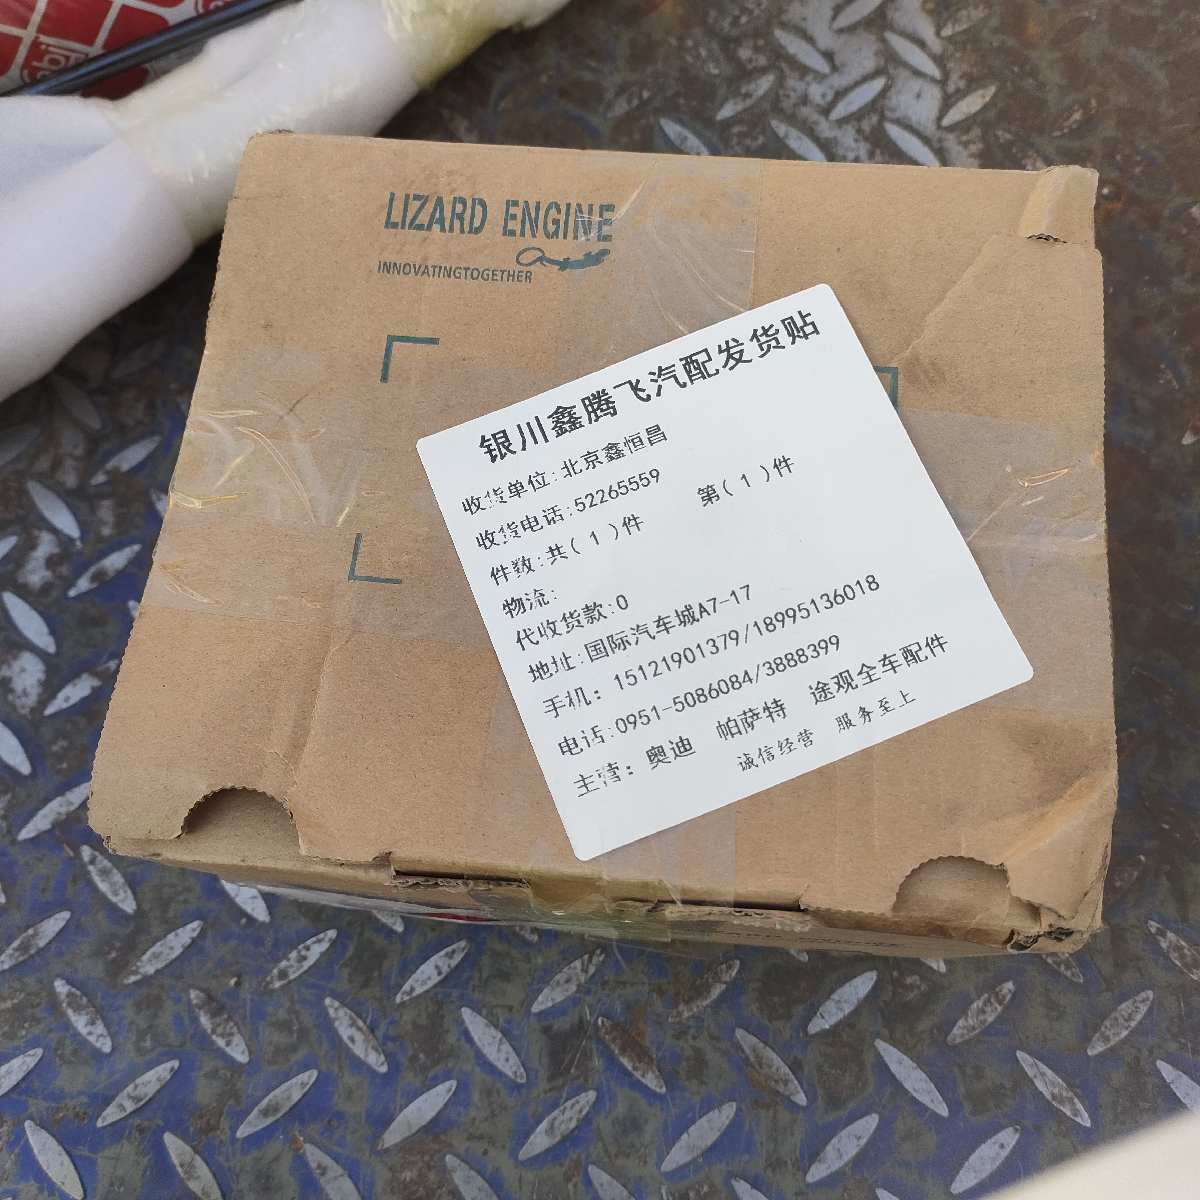 LIZARD ENGINE
INNOVATINGTOGETHER
银川鑫腾飞汽配发货贴
收货单位:北京鑫恒昌
收货电话:52265559
件数:共(1)件 第(1)件
物流:
代收货款:0
地址:国际汽车城A7-17
手机:15121901379/18995136018
电话:0951-5086084/3888399
主营:奥迪 帕萨特 途观全车配件
诚信经营 服务至上